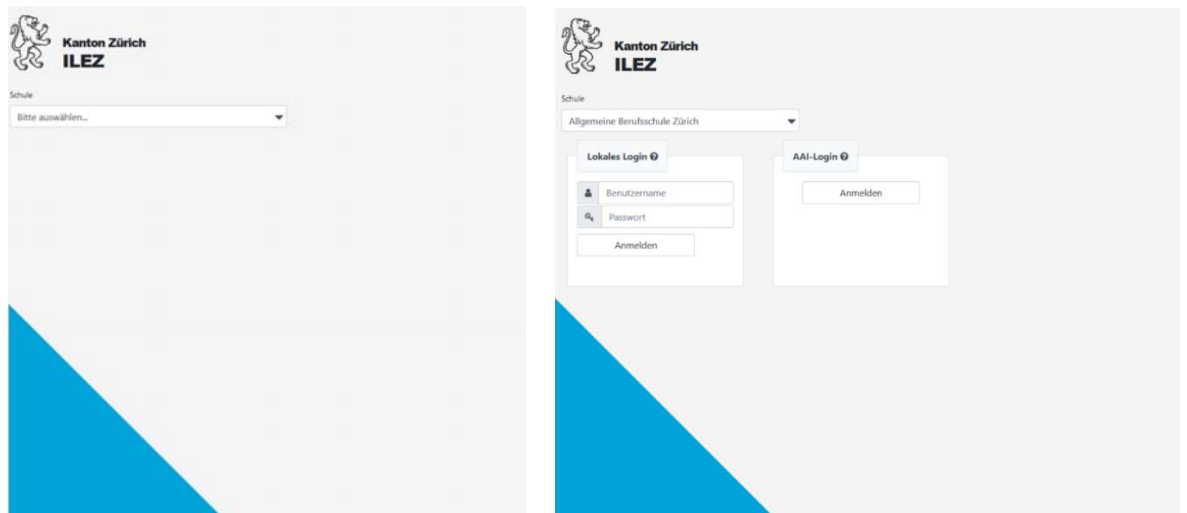 Kanton Zürich
ILEZ
Schule
Bitte auswählen...
Kanton Zürich
ILEZ
Schule
Allgemeine Berufsschule Zürich
Lokales Login
Benutzername
Passwort
Anmelden
AAI-Login
Anmelden